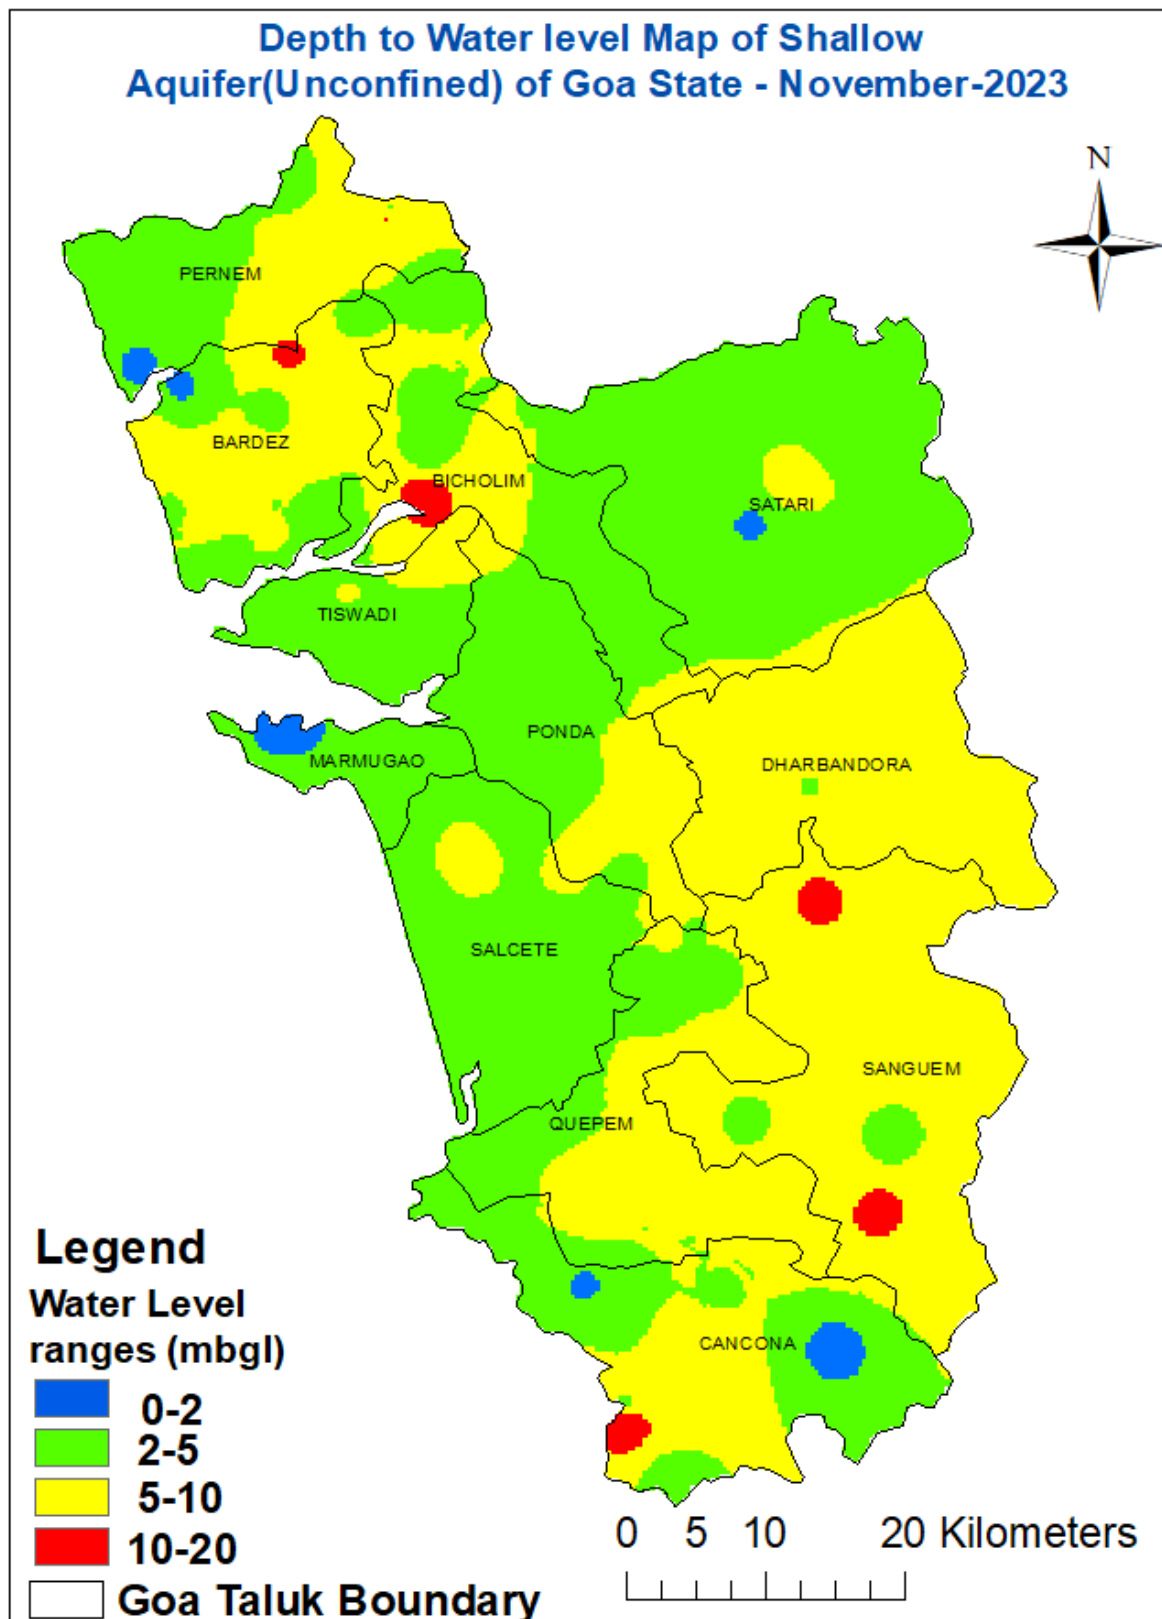 Depth to Water level Map of Shallow
Aquifer(Unconfined) of Goa State - November-2023
N
PERNEM
BARDEZ
BICHOLIM
SATARI
TISWADI
PONDA
MARMUGAO
DHARBANDORA
SALCETE
SANGUEM
QUEPEM
CANCONA
Legend
Water Level
ranges (mbgl)
0-2
2-5
5-10
10-20
Goa Taluk Boundary
0 5 10 20 Kilometers